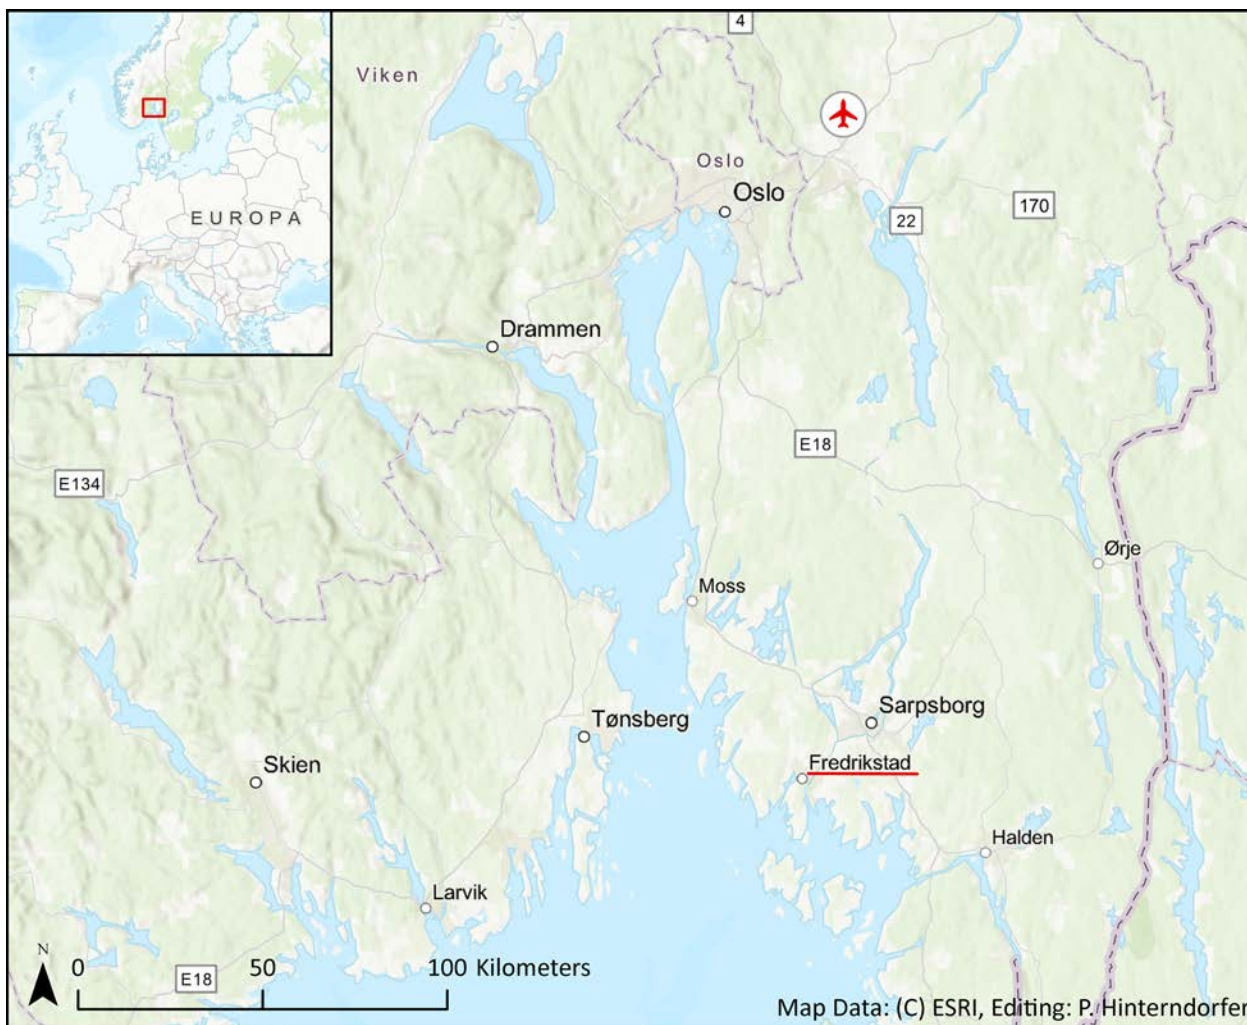 4
Viken
Oslo
Oslo
22
170
EUROPA
Drammen
E18
E134
Ørje
Moss
Sarpsborg
Tønsberg
Fredrikstad
Skien
Halden
Larvik
N
0 50 100 Kilometers
E18
Map Data: (C) ESRI, Editing: P. Hinterndorfer